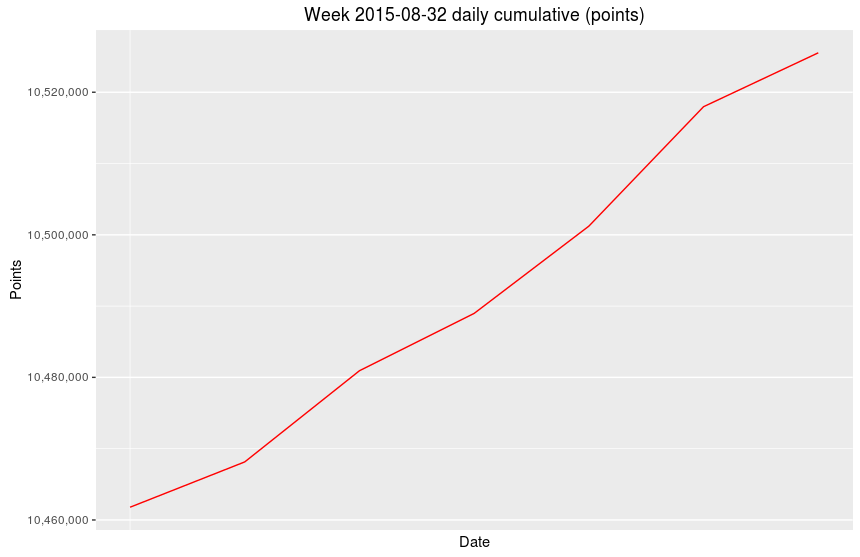 Week 2015-08-32 daily cumulative (points)
10,520,000
10,500,000
10,480,000
10,460,000
Points
Date